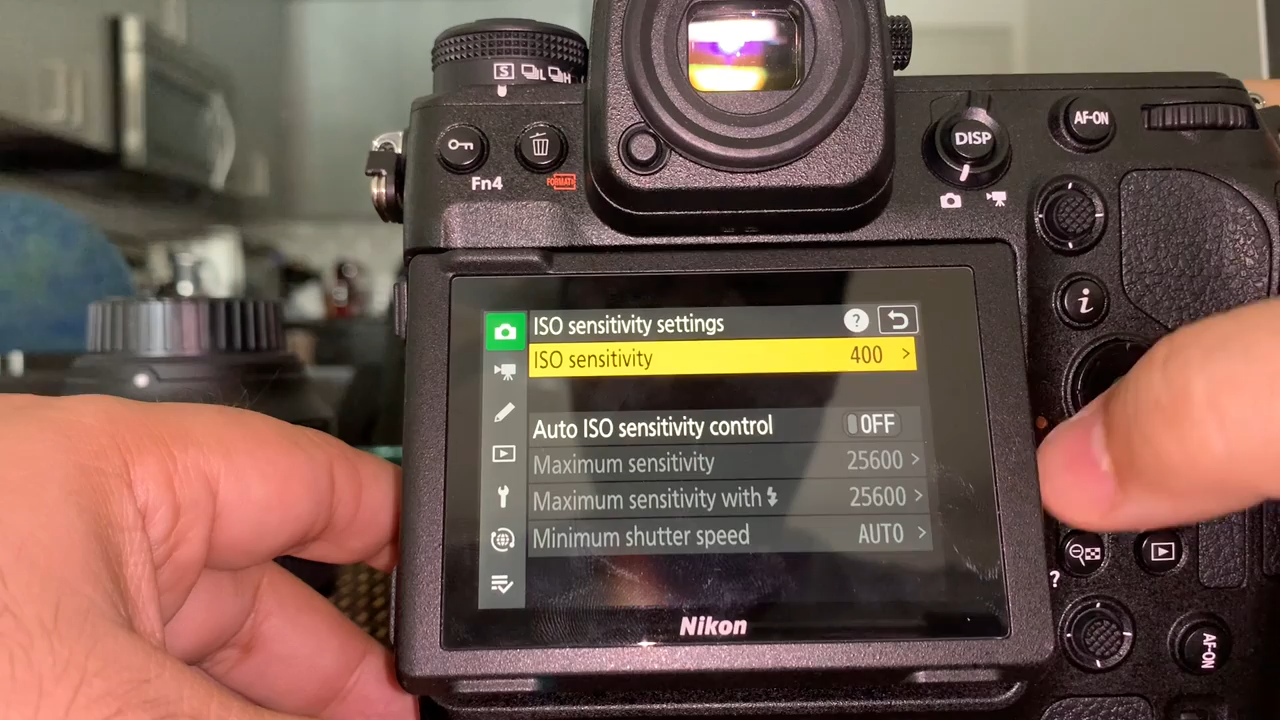 S L H
AF-ON
DISP
Fn4
FORMAT
i
ISO sensitivity settings ?
ISO sensitivity 400 >
Auto ISO sensitivity control OFF
Maximum sensitivity 25600 >
Maximum sensitivity with 25600 >
Minimum shutter speed AUTO >
?
Nikon
AF-ON